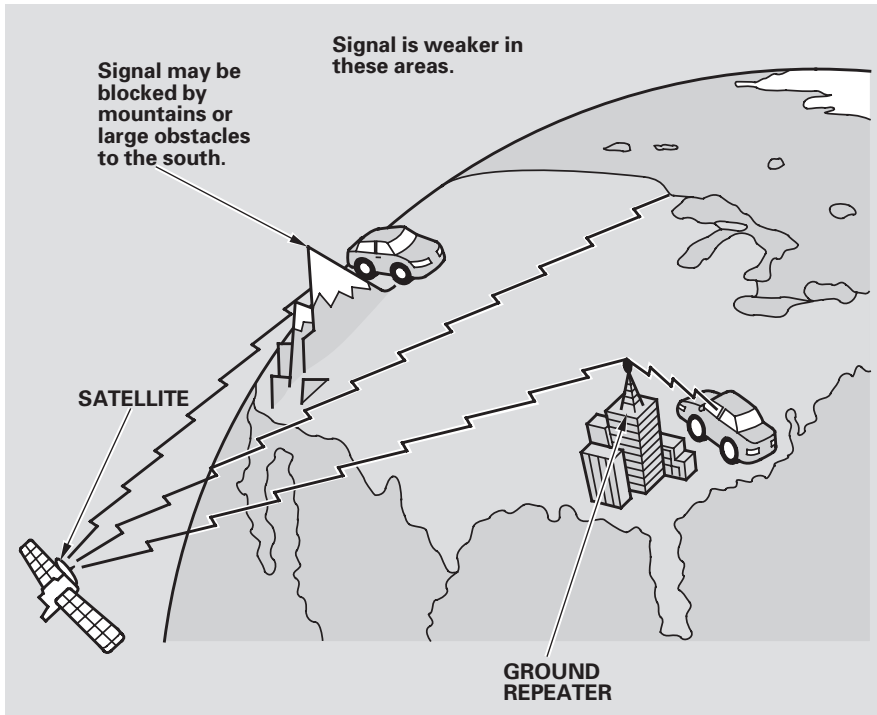 Signal may be
blocked by
mountains or
large obstacles
to the south.
Signal is weaker in
these areas.
SATELLITE
GROUND
REPEATER